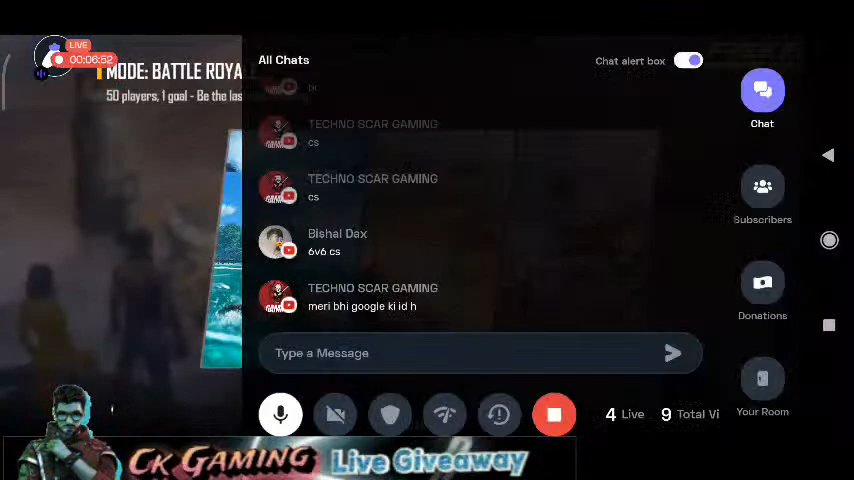 LIVE
00:06:52
MODE: BATTLE ROYA
50 players, 1 goal - Be the las
All Chats
Chat alert box
TECHNO SCAR GAMING
cs
TECHNO SCAR GAMING
cs
Bishal Dax
6v6 cs
TECHNO SCAR GAMING
meri bhi google ki id h
Type a Message
Chat
Subscribers
Donations
Your Room
4 Live
9 Total Vi
CK GAMING
Live Giveaway